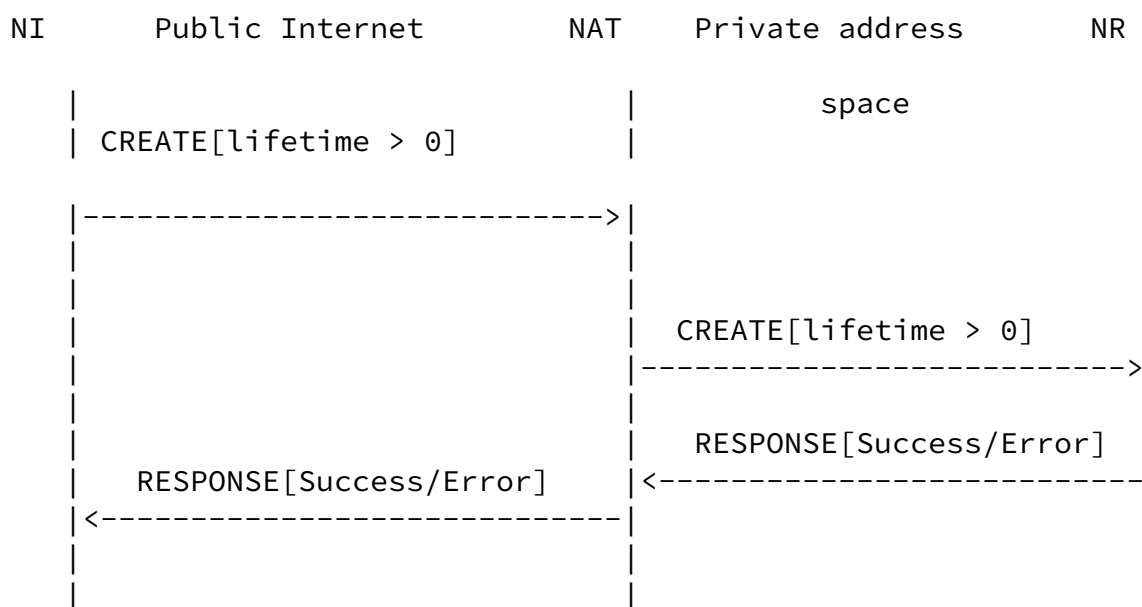 NI Public Internet NAT Private address NR
| | space
| CREATE[lifetime > 0] |
|----------------------------->|
| |
| |
| | CREATE[lifetime > 0]
| |--------------------------->
| |
| | RESPONSE[Success/Error]
| RESPONSE[Success/Error] |<---------------------------
|<-----------------------------|
| |
| |